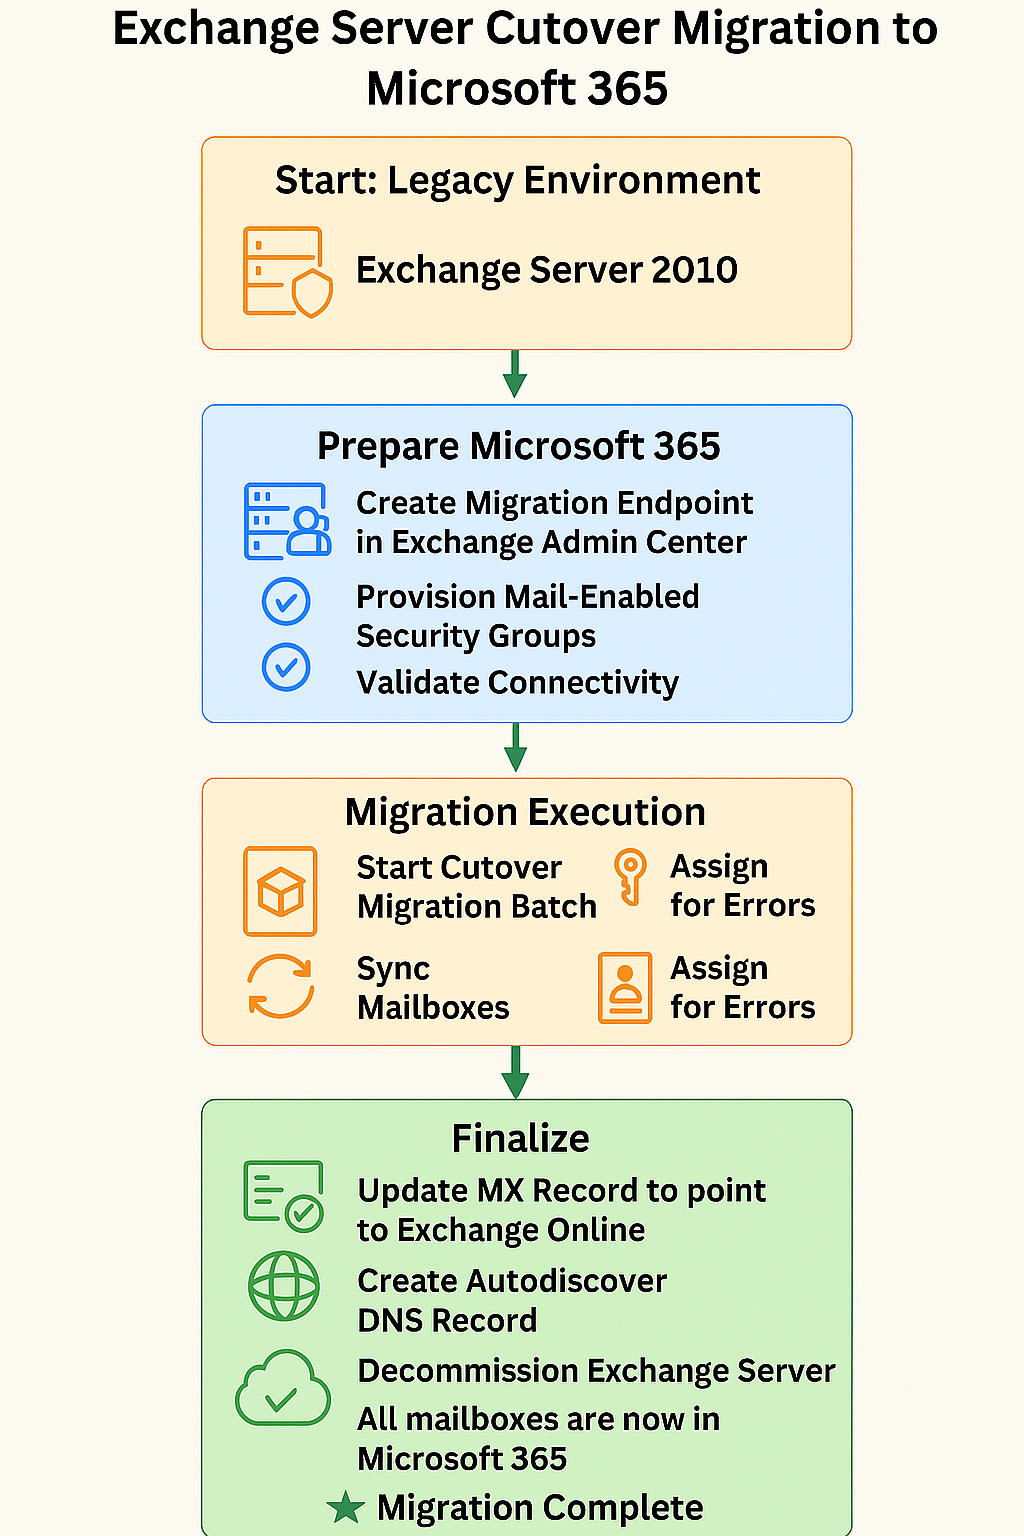 Exchange Server Cutover Migration to
Microsoft 365
Start: Legacy Environment
Exchange Server 2010
Prepare Microsoft 365
Create Migration Endpoint
in Exchange Admin Center
Provision Mail-Enabled
Security Groups
Validate Connectivity
Migration Execution
Start Cutover
Migration Batch
Assign
for Errors
Sync
Mailboxes
Assign
for Errors
Finalize
Update MX Record to point
to Exchange Online
Create Autodiscover
DNS Record
Decommission Exchange Server
All mailboxes are now in
Microsoft 365
Migration Complete